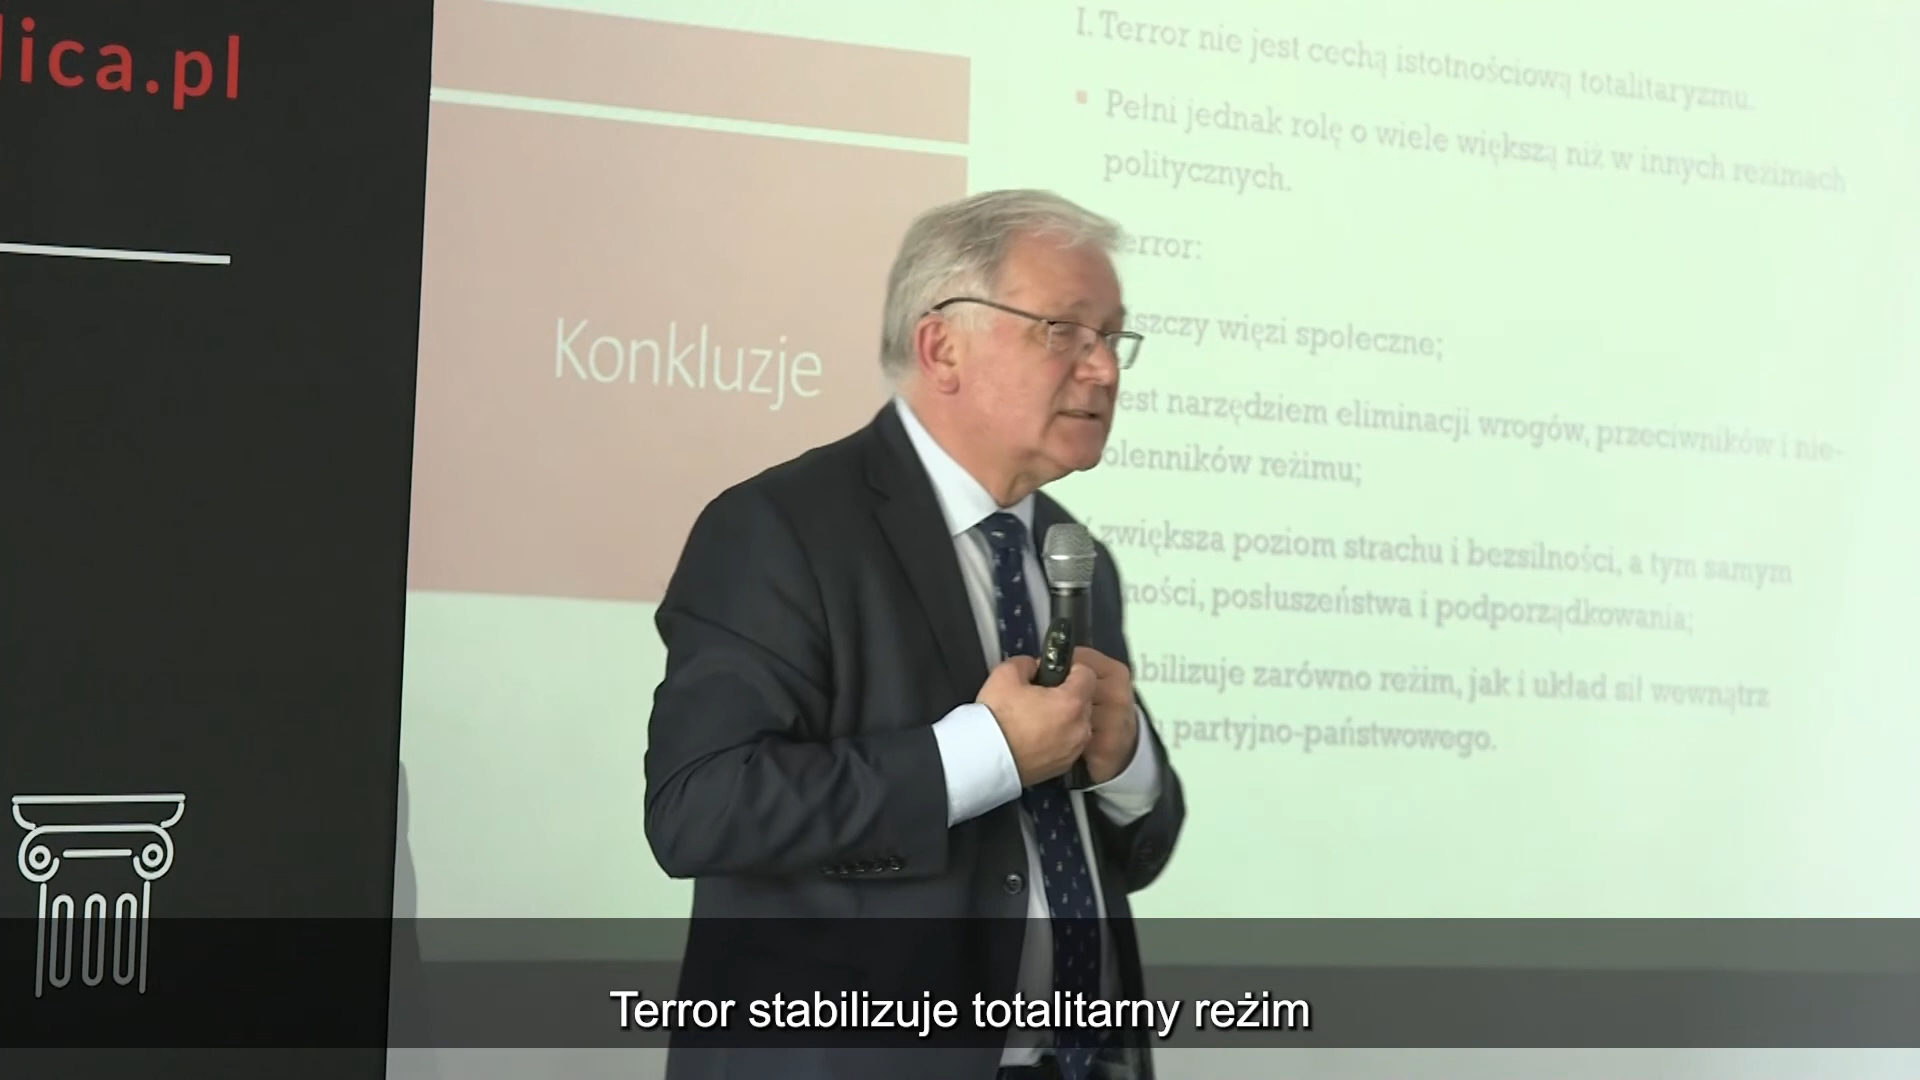 lica.pl
Konkluzje
I. Terror nie jest cechą istotnościową totalitaryzmu.
Pełni jednak rolę o wiele większą niż w innych reżimach
politycznych.
error:
szczy więzi społeczne;
est narzędziem eliminacji wrogów, przeciwników i nie-
olenników reżimu;
zwiększa poziom strachu i bezsilności, a tym samym
ności, posłuszeństwa i podporządkowania;
bilizuje zarówno reżim, jak i układ sił wewnątrz
partyjno-państwowego.
Terror stabilizuje totalitarny reżim